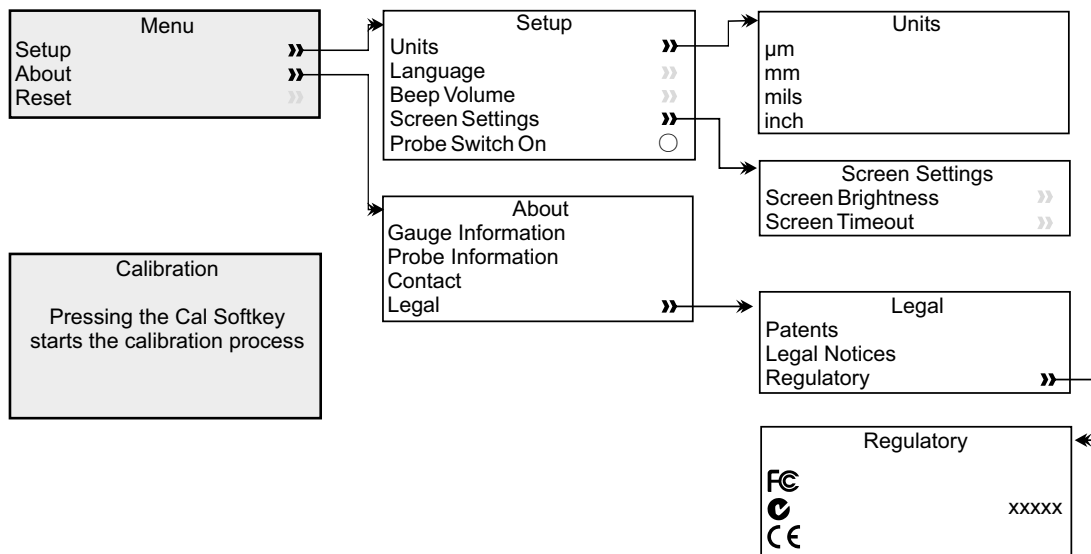 Menu
Setup »
About »
Reset »
Setup
Units »
Language »
Beep Volume »
Screen Settings »
Probe Switch On
Units
µm
mm
mils
inch
Screen Settings
Screen Brightness »
Screen Timeout »
About
Gauge Information
Probe Information
Contact
Legal »
Calibration
Pressing the Cal Softkey
starts the calibration process
Legal
Patents
Legal Notices
Regulatory »
Regulatory
FC
xxxxx
CE